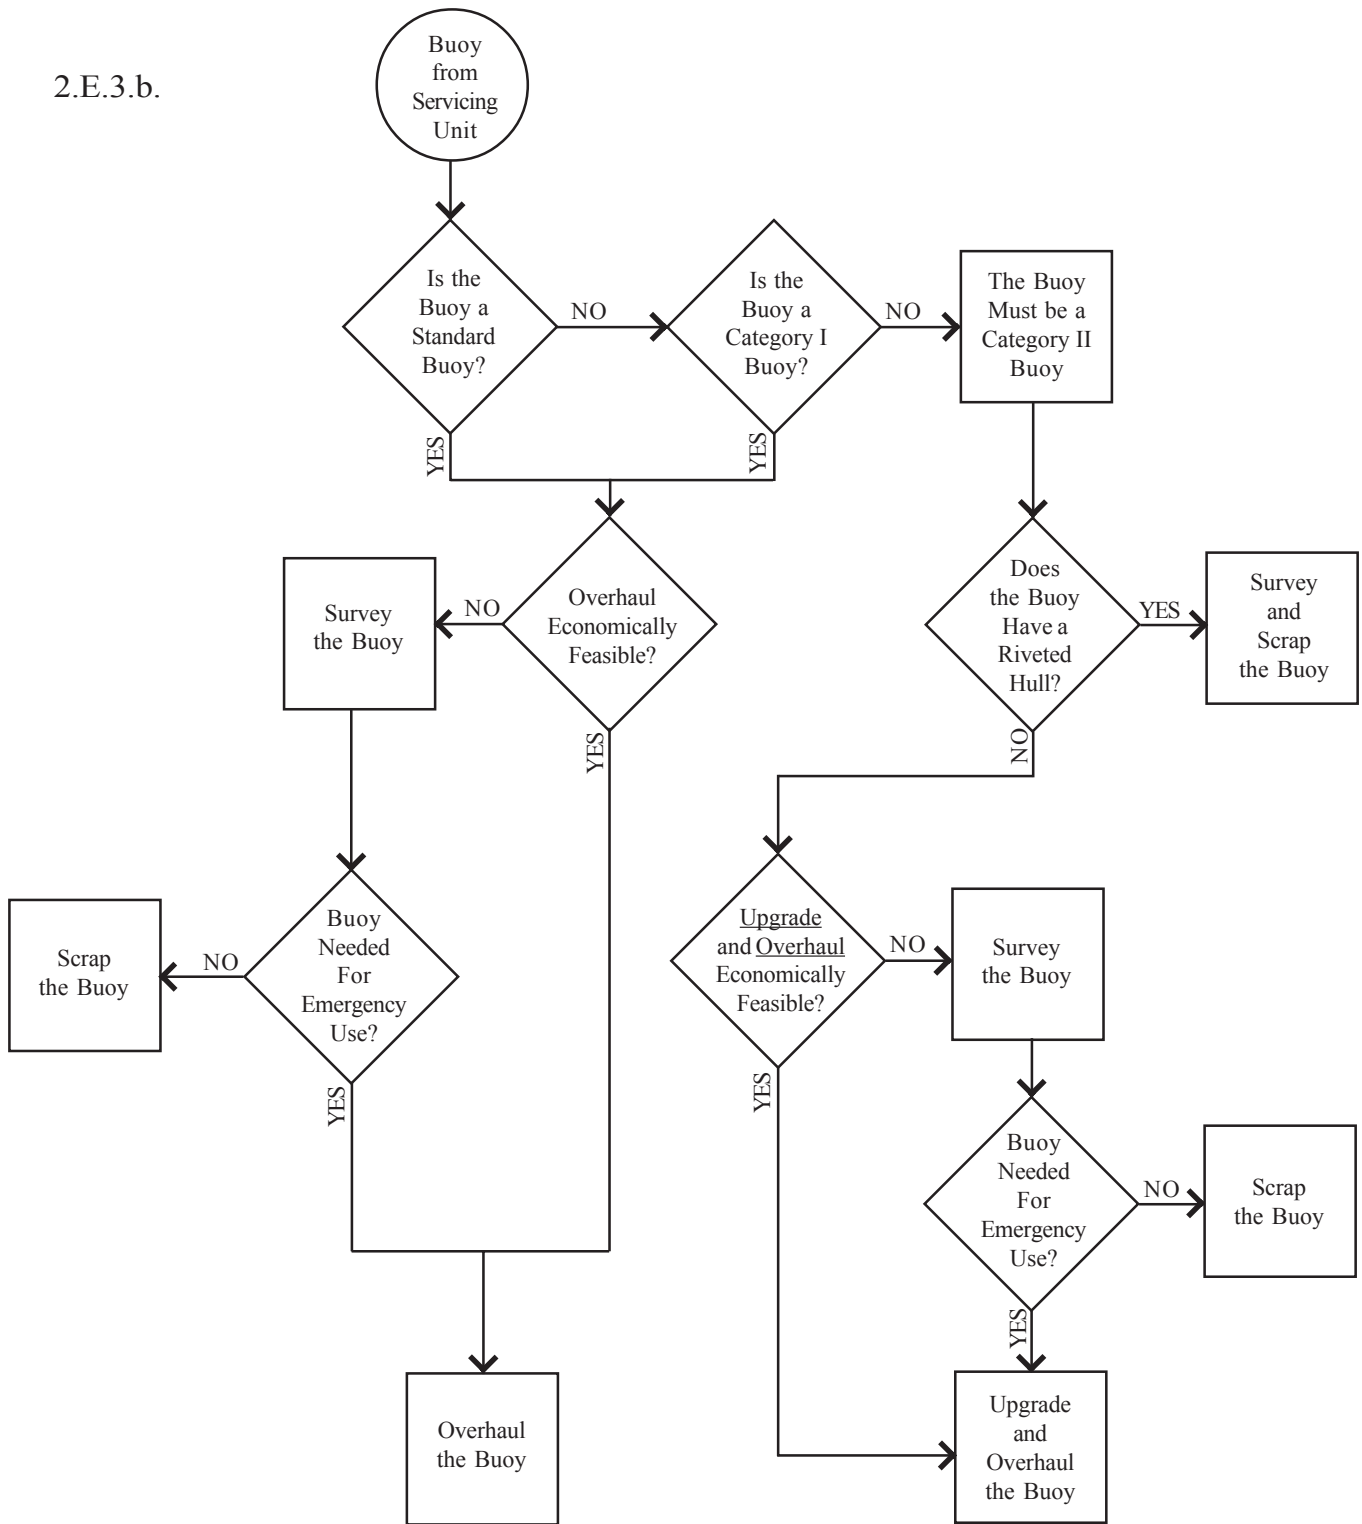 2.E.3.b.
Buoy
from
Servicing
Unit
Is the
Buoy a
Standard
Buoy?
NO
Is the
Buoy a
Category I
Buoy?
NO
The Buoy
Must be a
Category II
Buoy
YES
YES
Survey
the Buoy
NO
Overhaul
Economically
Feasible?
Does
the Buoy
Have a
Riveted
Hull?
YES
Survey
and
Scrap
the Buoy
YES
NO
Scrap
the Buoy
NO
Buoy
Needed
For
Emergency
Use?
Upgrade
and Overhaul
Economically
Feasible?
NO
Survey
the Buoy
YES
YES
Buoy
Needed
For
Emergency
Use?
NO
Scrap
the Buoy
YES
Overhaul
the Buoy
Upgrade
and
Overhaul
the Buoy